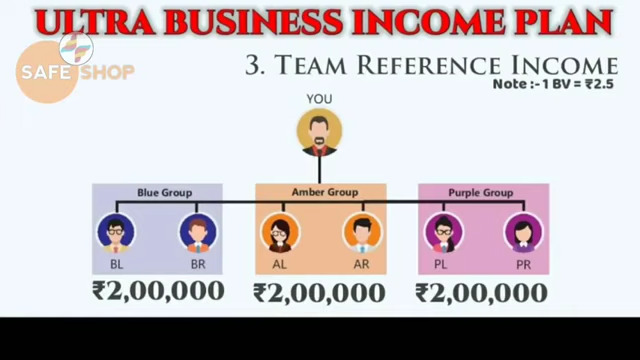 ULTRA BUSINESS INCOME PLAN
SAFE SHOP
3. TEAM REFERENCE INCOME
Note :- 1 BV = ₹2.5
YOU
Blue Group Amber Group Purple Group
BL BR AL AR PL PR
₹2,00,000 ₹2,00,000 ₹2,00,000